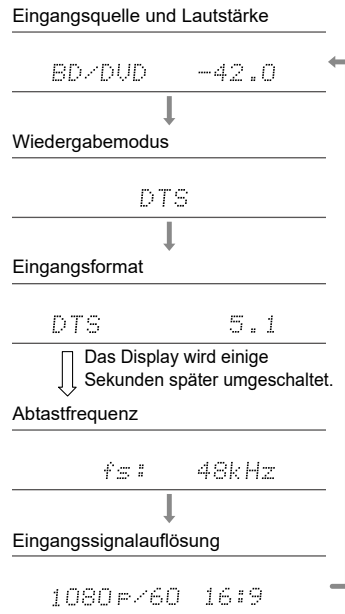 Eingangsquelle und Lautstärke
BD/DVD -42.0
Wiedergabemodus
DTS
Eingangsformat
DTS 5.1
Das Display wird einige
Sekunden später umgeschaltet.
Abtastfrequenz
fs: 48kHz
Eingangssignalauflösung
1080p/60 16:9